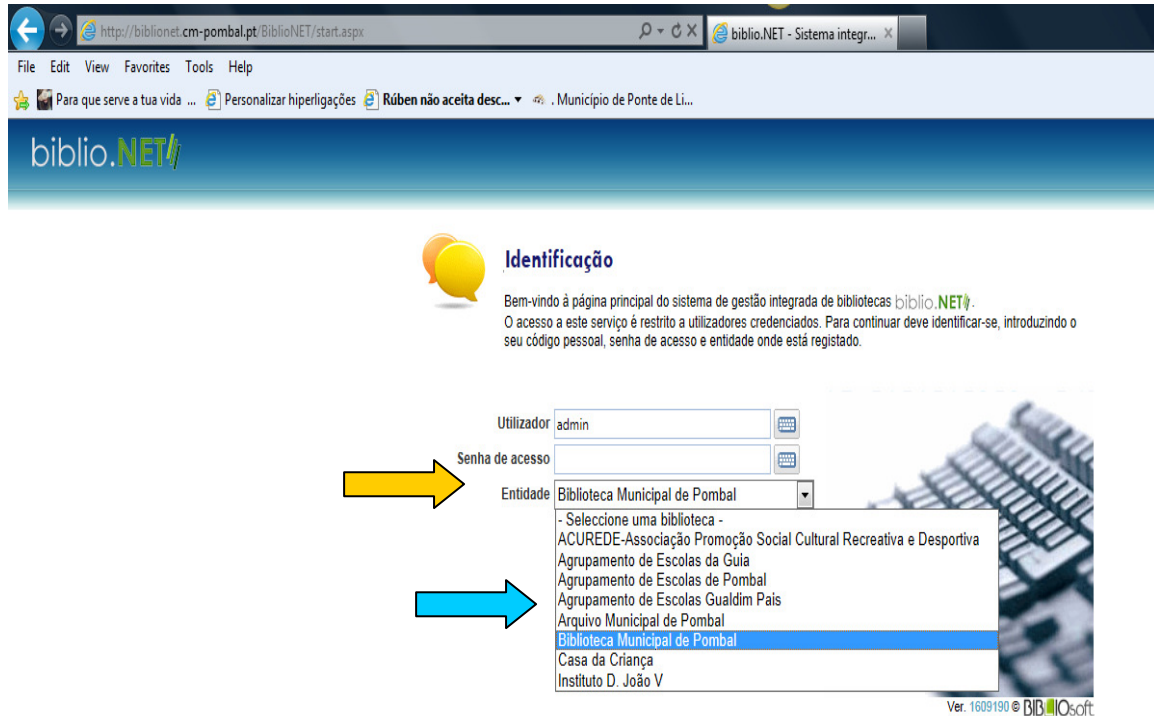 http://biblionet.cm-pombal.pt/BiblioNET/start.aspx
biblio.NET - Sistema integr...
File Edit View Favorites Tools Help
Para que serve a tua vida ... Personalizar hiperligações Rúben não aceita desc... . Município de Ponte de Li...
biblio.NET
Identificação
Bem-vindo à página principal do sistema de gestão integrada de bibliotecas biblio.NET.
O acesso a este serviço é restrito a utilizadores credenciados. Para continuar deve identificar-se, introduzindo o
seu código pessoal, senha de acesso e entidade onde está registado.
Utilizador admin
Senha de acesso
Entidade Biblioteca Municipal de Pombal
- Seleccione uma biblioteca -
ACUREDE-Associação Promoção Social Cultural Recreativa e Desportiva
Agrupamento de Escolas da Guia
Agrupamento de Escolas de Pombal
Agrupamento de Escolas Gualdim Pais
Arquivo Municipal de Pombal
Biblioteca Municipal de Pombal
Casa da Criança
Instituto D. João V
Ver. 1609190 © BIBLIOsoft